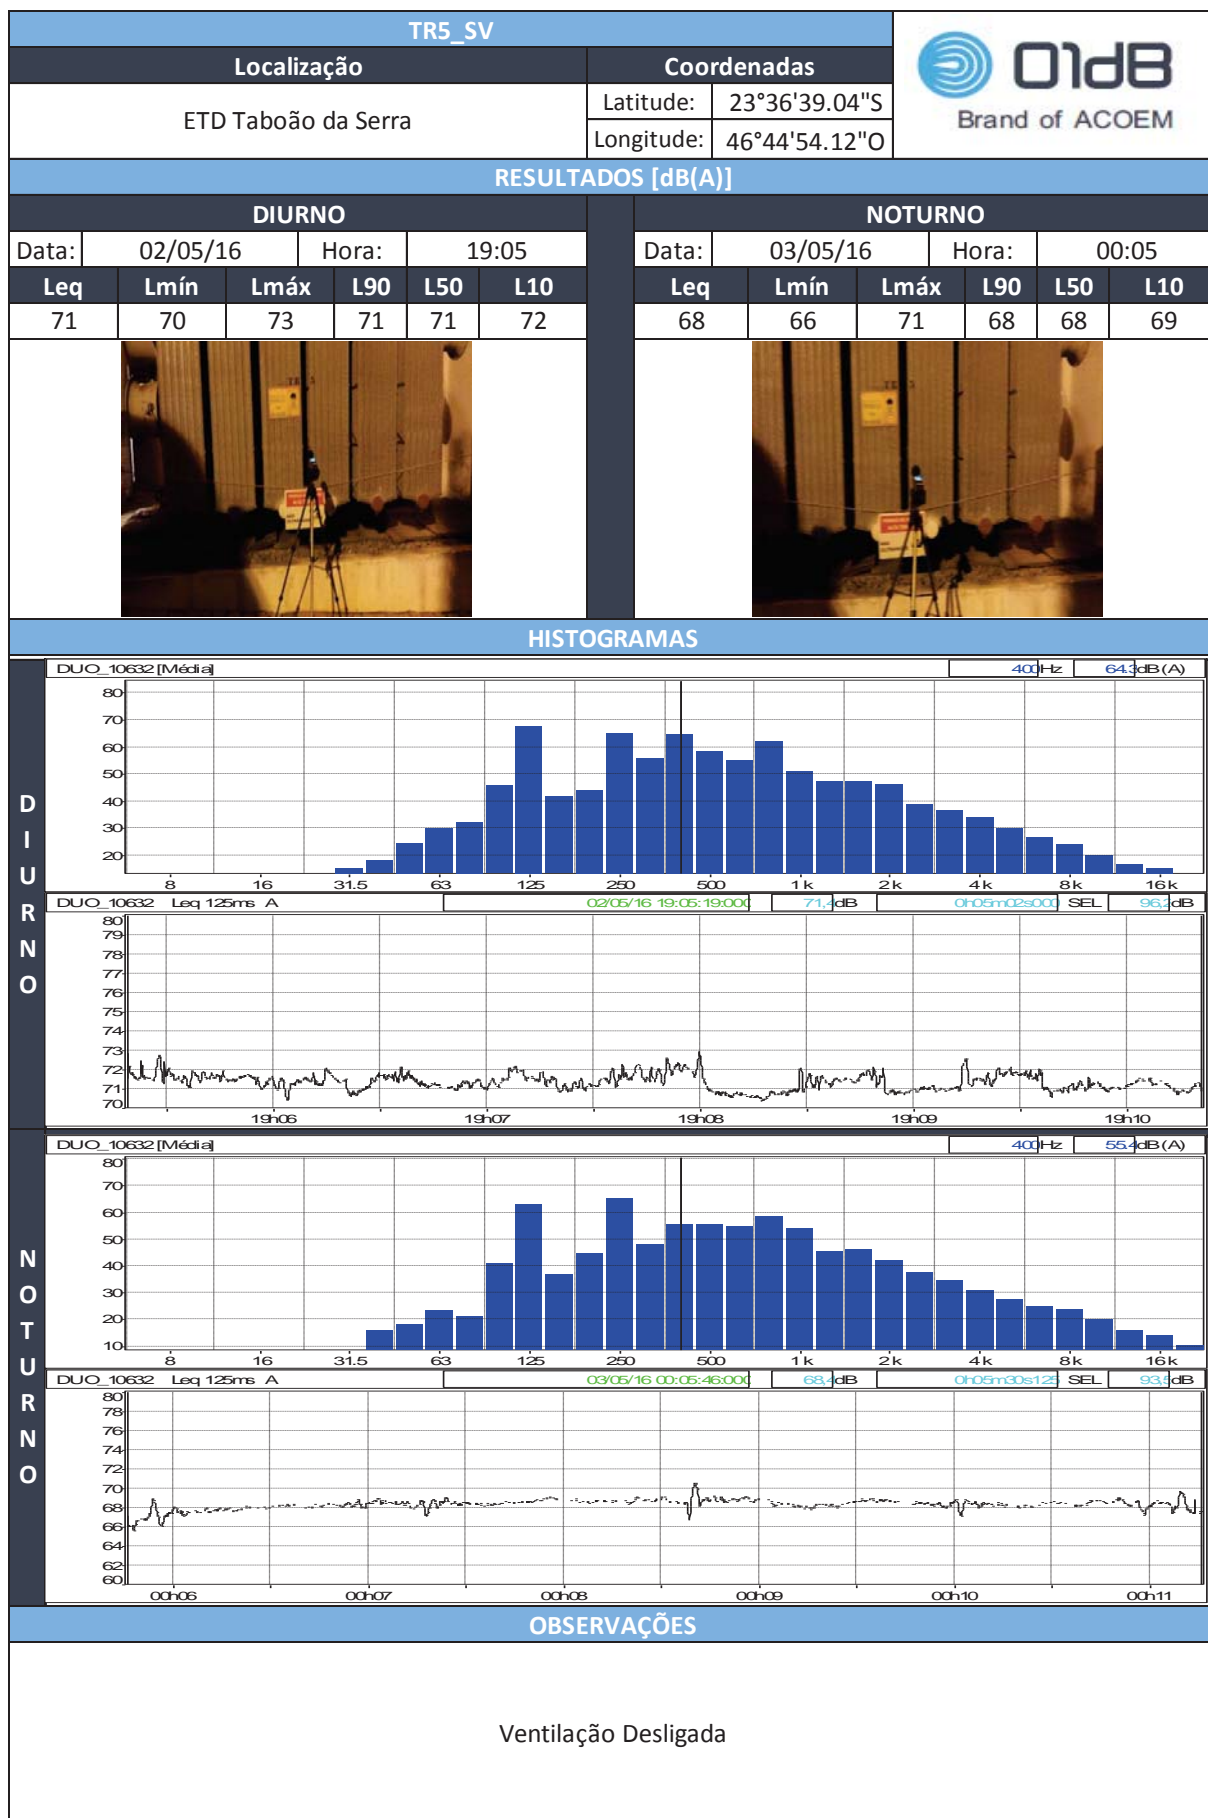 TR5_SV
Localização
Coordenadas
ETD Taboão da Serra
Latitude: 23°36'39.04"S
Longitude: 46°44'54.12"O
01dB
Brand of ACOEM
RESULTADOS [dB(A)]
DIURNO
NOTURNO
Data: 02/05/16 Hora: 19:05
Data: 03/05/16 Hora: 00:05
Leq Lmín Lmáx L90 L50 L10
Leq Lmín Lmáx L90 L50 L10
71 70 73 71 71 72
68 66 71 68 68 69
HISTOGRAMAS
DIURNO
DUO_10632 [Média] 400 Hz 64.3 dB(A)
80
70
60
50
40
30
20
8 16 31.5 63 125 250 500 1 k 2 k 4 k 8 k 16 k
DUO_10632 Leq 125ms A 02/05/16 19:05:19:000 71,4 dB 0h05m02s000 SEL 96,2 dB
80
79
78
77
76
75
74
73
72
71
70
19h06 19h07 19h08 19h09 19h10
NOTURNO
DUO_10632 [Média] 400 Hz 55.4 dB(A)
80
70
60
50
40
30
20
10
8 16 31.5 63 125 250 500 1 k 2 k 4 k 8 k 16 k
DUO_10632 Leq 125ms A 03/05/16 00:05:46:000 68,4 dB 0h05m30s125 SEL 93,5 dB
80
78
76
74
72
70
68
66
64
62
60
00h06 00h07 00h08 00h09 00h10 00h11
OBSERVAÇÕES
Ventilação Desligada